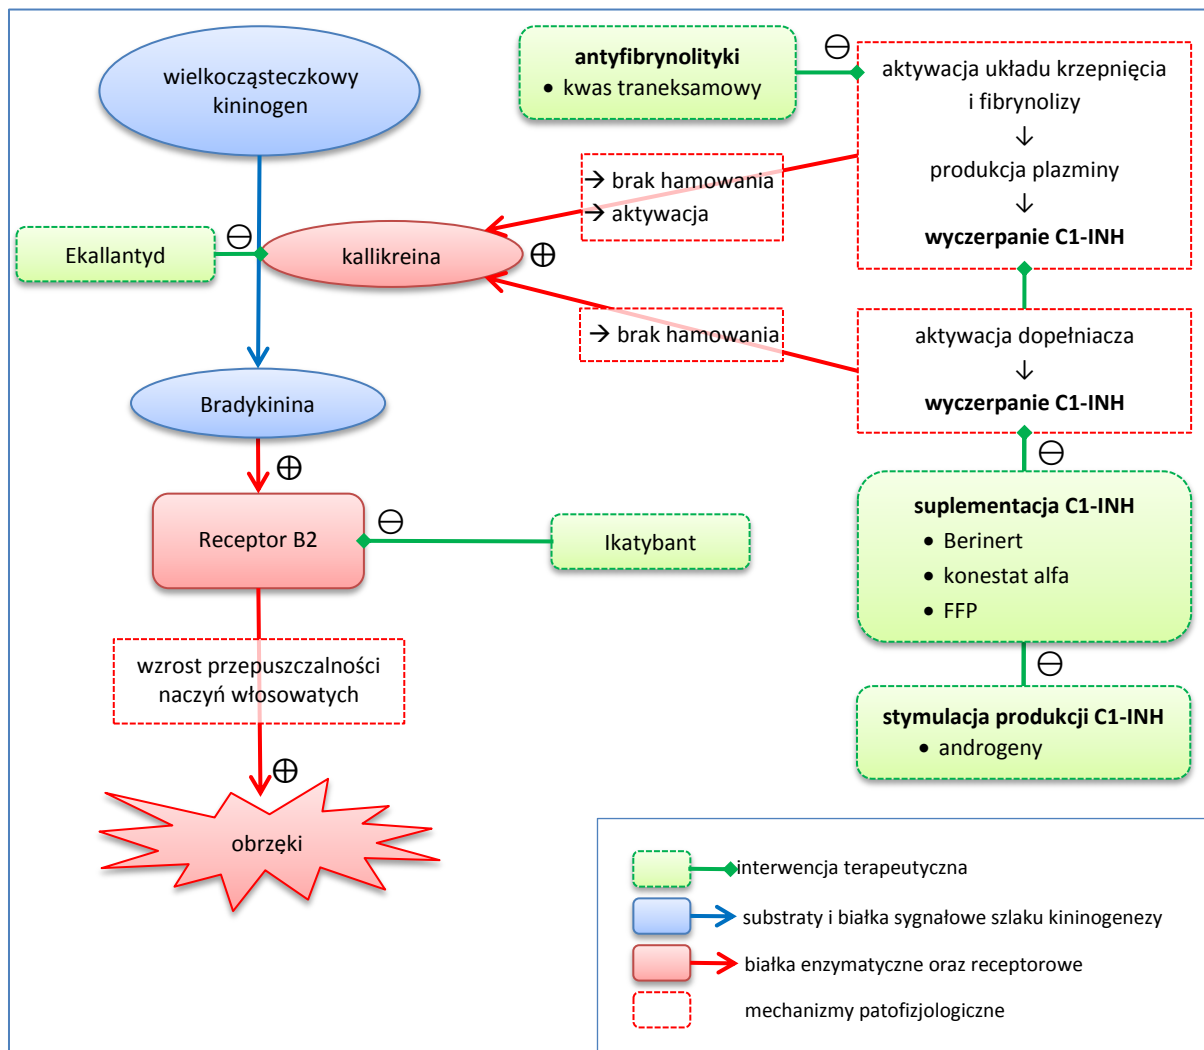 wielkocząsteczkowy
kininogen
antyfibrynolityki
• kwas traneksamowy
⊖
aktywacja układu krzepnięcia
i fibrynolizy
↓
produkcja plazminy
↓
wyczerpanie C1-INH
→ brak hamowania
→ aktywacja
Ekallantyd
⊖
kallikreina
⊕
→ brak hamowania
aktywacja dopełniacza
↓
wyczerpanie C1-INH
Bradykinina
⊕
⊖
Receptor B2
⊖
Ikatybant
suplementacja C1-INH
• Berinert
• konestat alfa
• FFP
⊖
wzrost przepuszczalności
naczyń włosowatych
stymulacja produkcji C1-INH
• androgeny
⊕
obrzęki
interwencja terapeutyczna
substraty i białka sygnałowe szlaku kininogenezy
białka enzymatyczne oraz receptorowe
mechanizmy patofizjologiczne